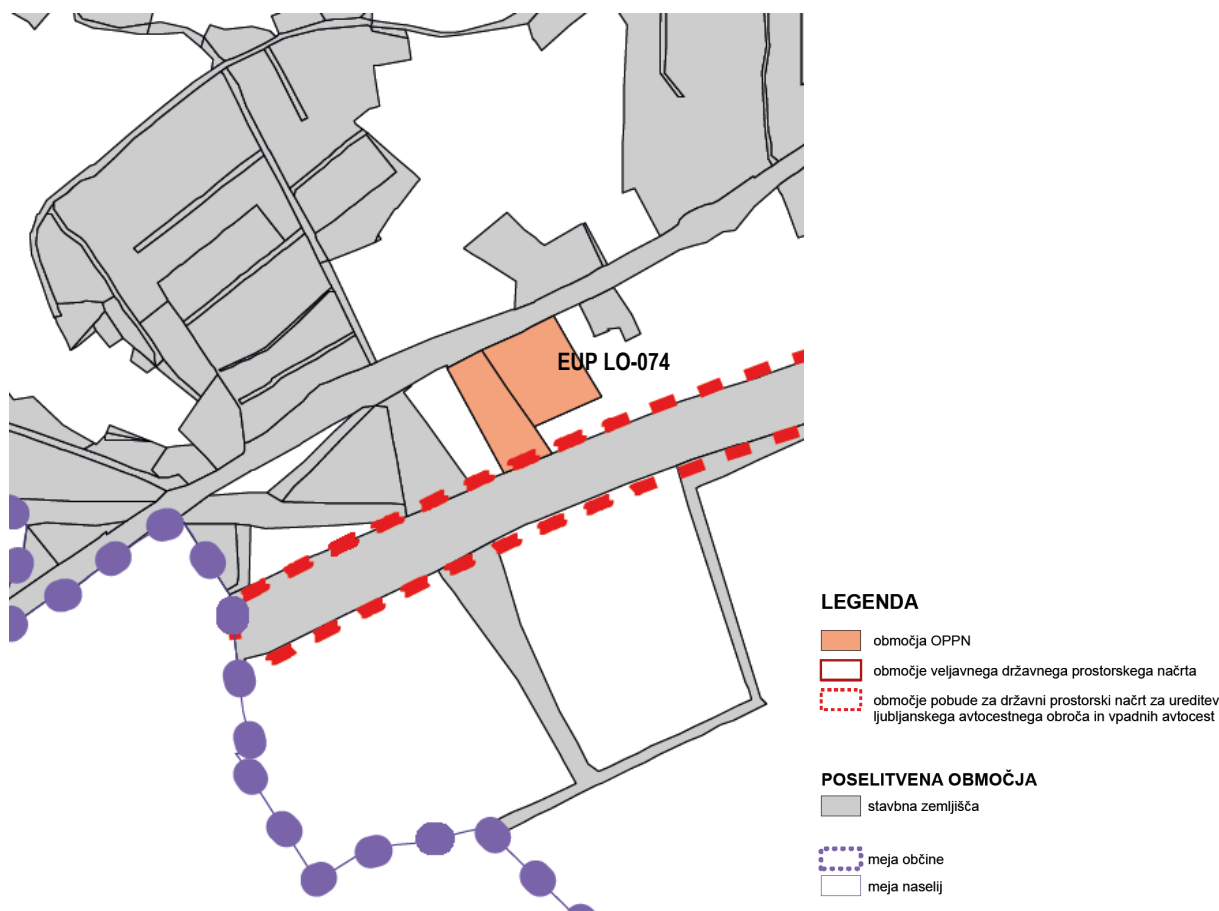 EUP LO-074
LEGENDA
območja OPPN
območje veljavnega državnega prostorskega načrta
območje pobude za državni prostorski načrt za ureditev
ljubljanskega avtocestnega obroča in vpadnih avtocest
POSELITVENA OBMOČJA
stavbna zemljišča
meja občine
meja naselij